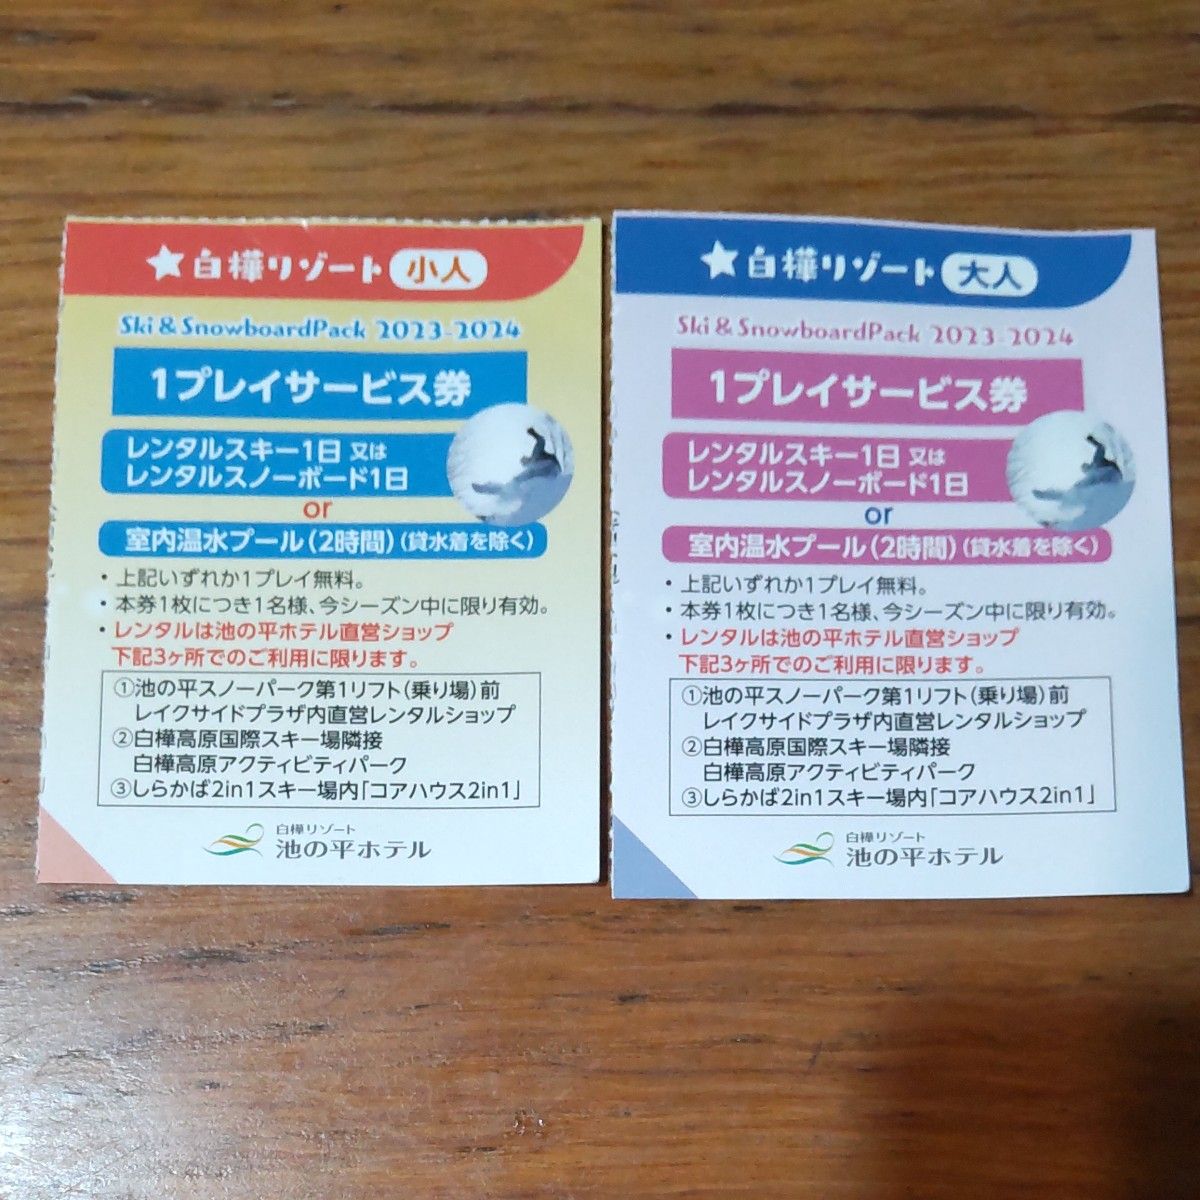 ★白樺リゾート 小人
Ski & SnowboardPack 2023-2024
1プレイサービス券
レンタルスキー1日 又は
レンタルスノーボード1日
or
室内温水プール(2時間)(貸水着を除く)
・上記いずれか1プレイ無料。
・本券1枚につき1名様、今シーズン中に限り有効。
・レンタルは池の平ホテル直営ショップ
下記3ヶ所でのご利用に限ります。
①池の平スノーパーク第1リフト(乗り場)前
レイクサイドプラザ内直営レンタルショップ
②白樺高原国際スキー場隣接
白樺高原アクティビティパーク
③しらかば2in1スキー場内「コアハウス2in1」
白樺リゾート
池の平ホテル
★白樺リゾート 大人
Ski & SnowboardPack 2023-2024
1プレイサービス券
レンタルスキー1日 又は
レンタルスノーボード1日
or
室内温水プール(2時間)(貸水着を除く)
・上記いずれか1プレイ無料。
・本券1枚につき1名様、今シーズン中に限り有効。
・レンタルは池の平ホテル直営ショップ
下記3ヶ所でのご利用に限ります。
①池の平スノーパーク第1リフト(乗り場)前
レイクサイドプラザ内直営レンタルショップ
②白樺高原国際スキー場隣接
白樺高原アクティビティパーク
③しらかば2in1スキー場内「コアハウス2in1」
白樺リゾート
池の平ホテル